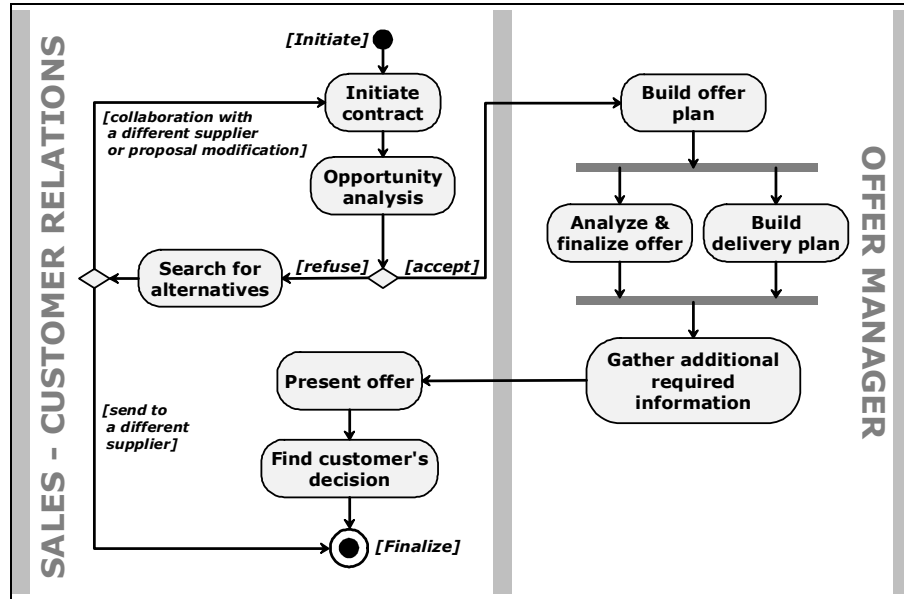 SALES - CUSTOMER RELATIONS
[Initiate]
Initiate
contract
[collaboration with
a different supplier
or proposal modification]
Opportunity
analysis
[refuse]
[accept]
Search for
alternatives
[send to
a different
supplier]
Present offer
Find customer's
decision
[Finalize]
Build offer
plan
Analyze &
finalize offer
Build
delivery plan
Gather additional
required
information
OFFER MANAGER